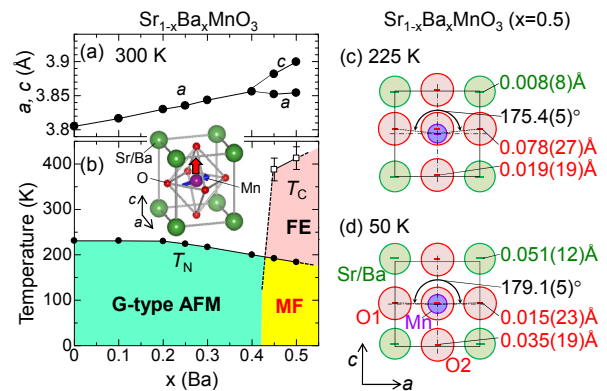 Sr1-xBaxMnO3
Sr1-xBaxMnO3 (x=0.5)
(a) 300 K
a, c (Å)
3.9
3.85
3.8
a
c
a
(b)
Temperature (K)
400
300
200
100
0
Sr/Ba
O
Mn
c
a
TC
FE
TN
G-type AFM
MF
0 0.1 0.2 0.3 0.4 0.5
x (Ba)
(c) 225 K
0.008(8)Å
175.4(5)°
0.078(27)Å
0.019(19)Å
(d) 50 K
0.051(12)Å
Sr/Ba
179.1(5)°
Mn
O1
0.015(23)Å
0.035(19)Å
O2
c
a